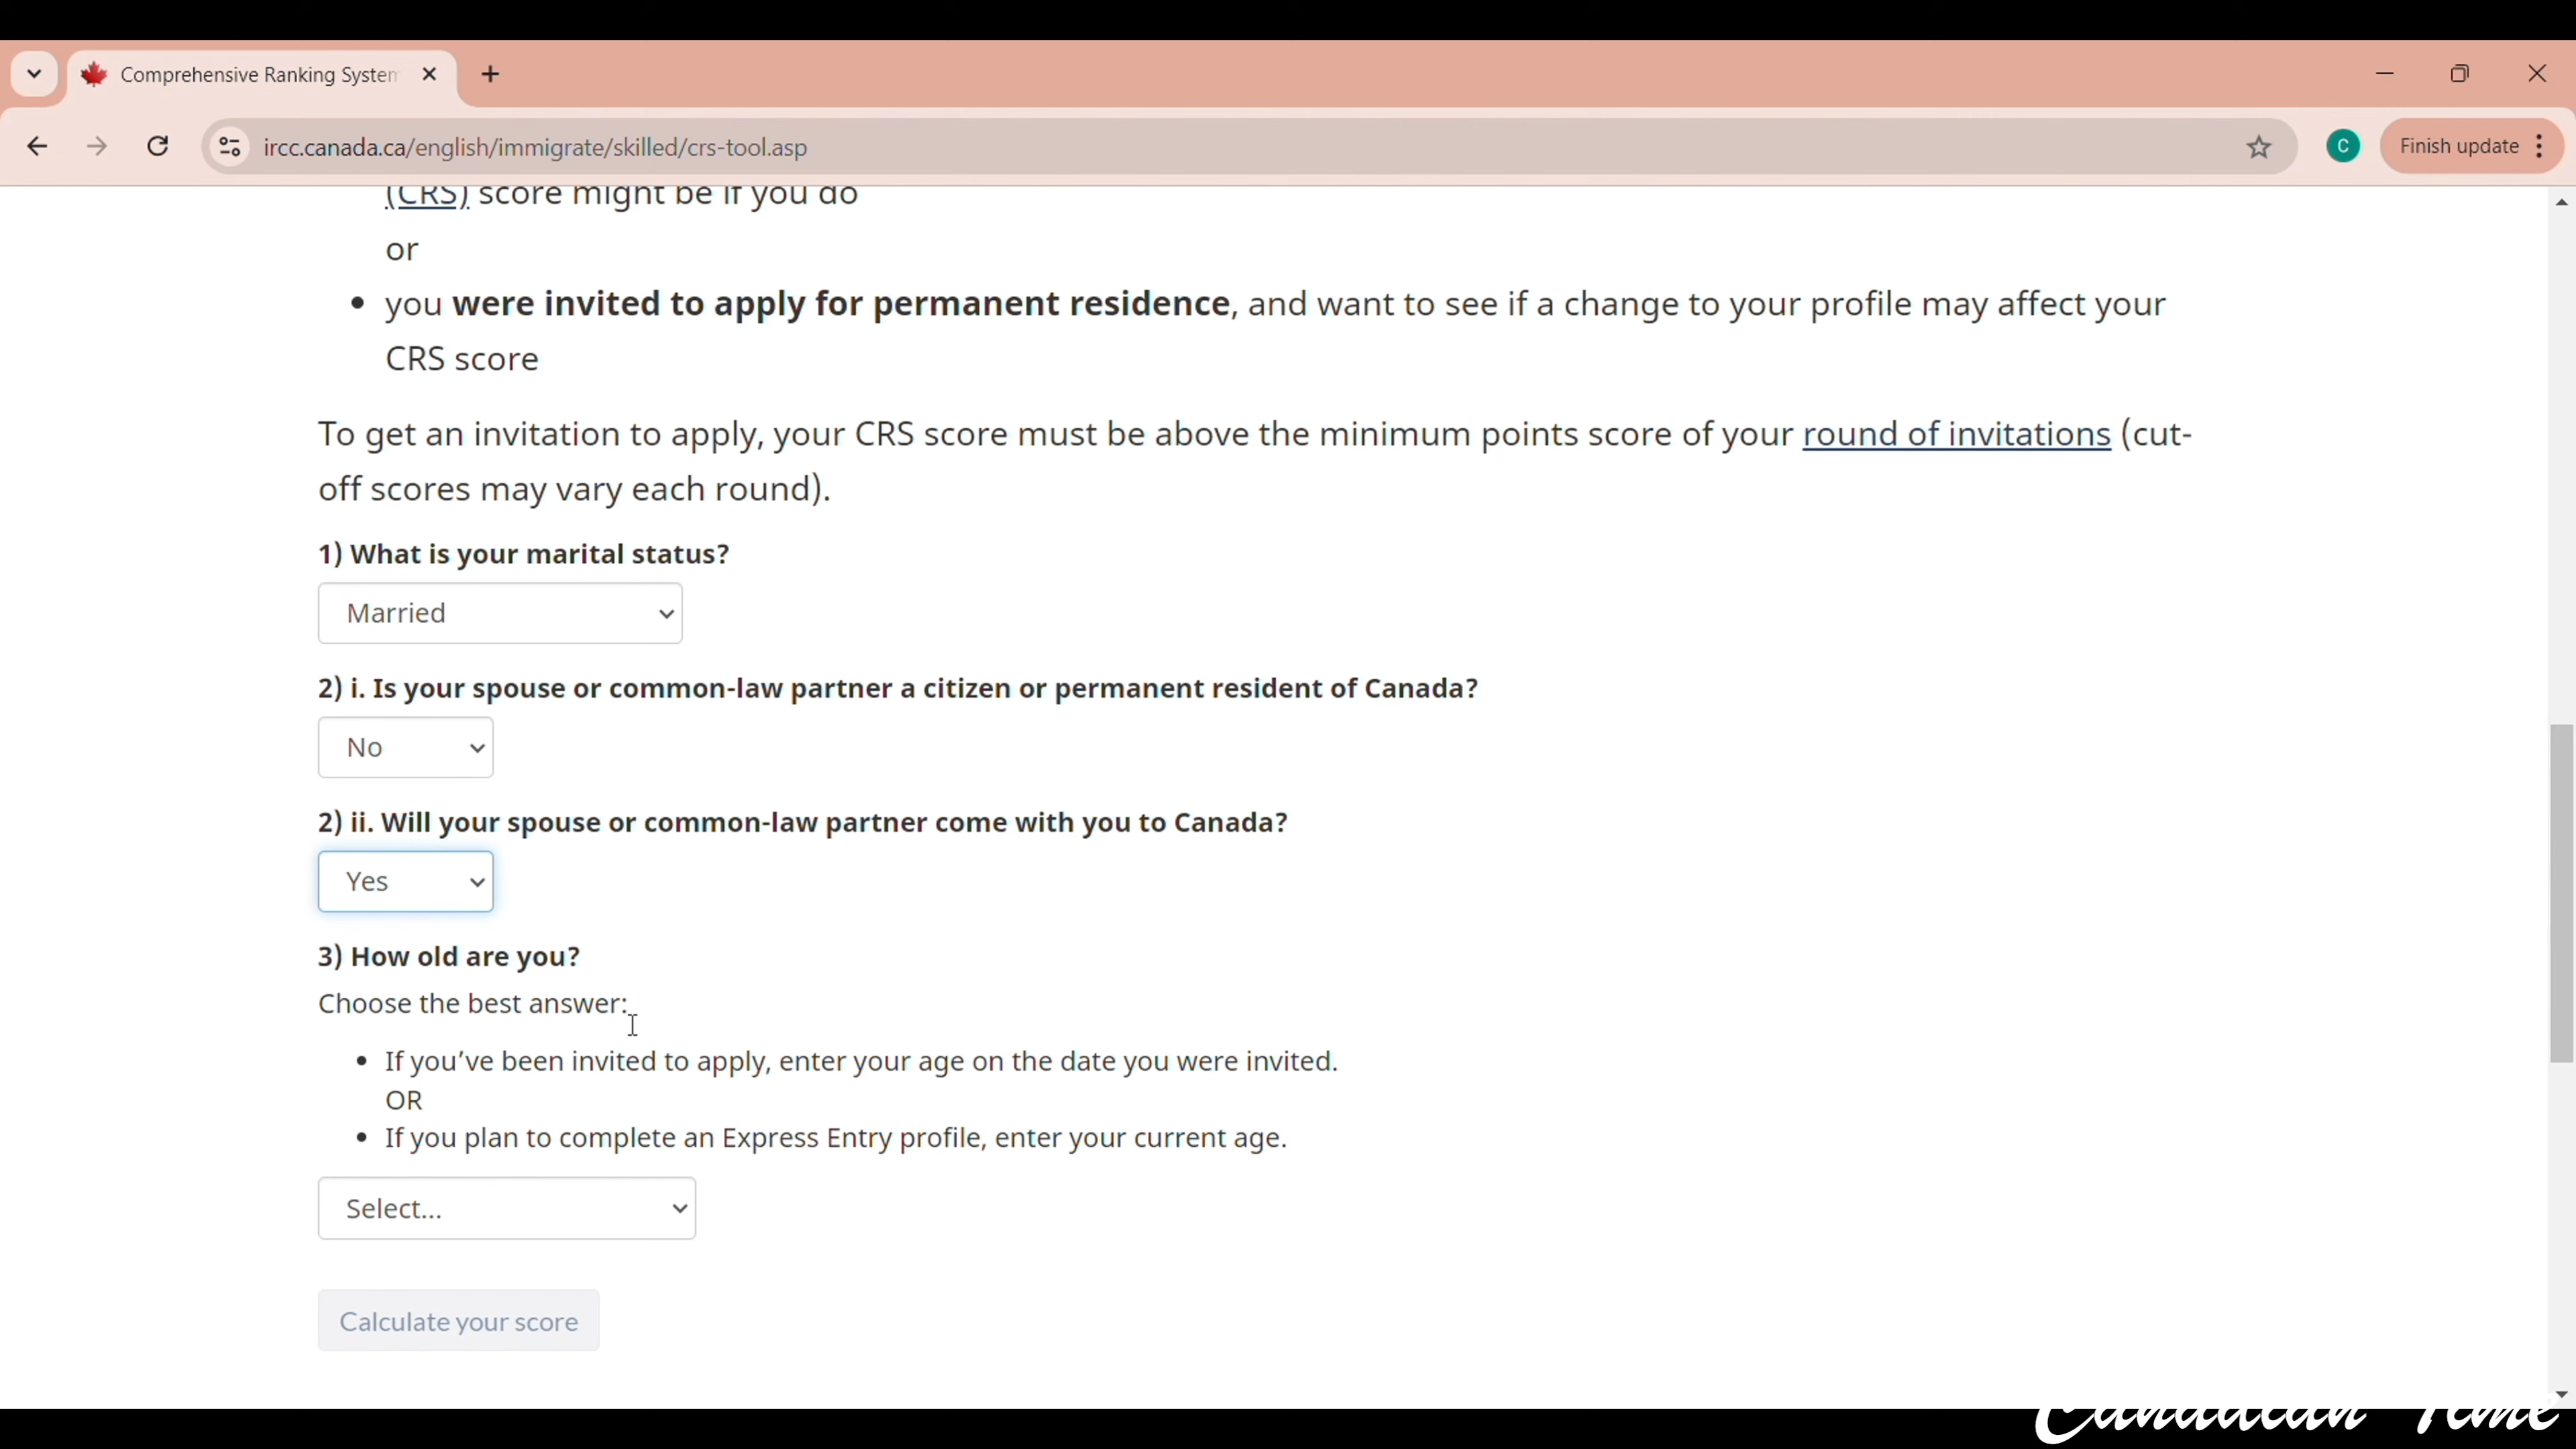 Comprehensive Ranking System
ircc.canada.ca/english/immigrate/skilled/crs-tool.asp
C
Finish update
(CRS) score might be if you do
or
• you were invited to apply for permanent residence, and want to see if a change to your profile may affect your
CRS score
To get an invitation to apply, your CRS score must be above the minimum points score of your round of invitations (cut-
off scores may vary each round).
1) What is your marital status?
Married
2) i. Is your spouse or common-law partner a citizen or permanent resident of Canada?
No
2) ii. Will your spouse or common-law partner come with you to Canada?
Yes
3) How old are you?
Choose the best answer:
• If you’ve been invited to apply, enter your age on the date you were invited.
OR
• If you plan to complete an Express Entry profile, enter your current age.
Select...
Calculate your score
Canadean Time